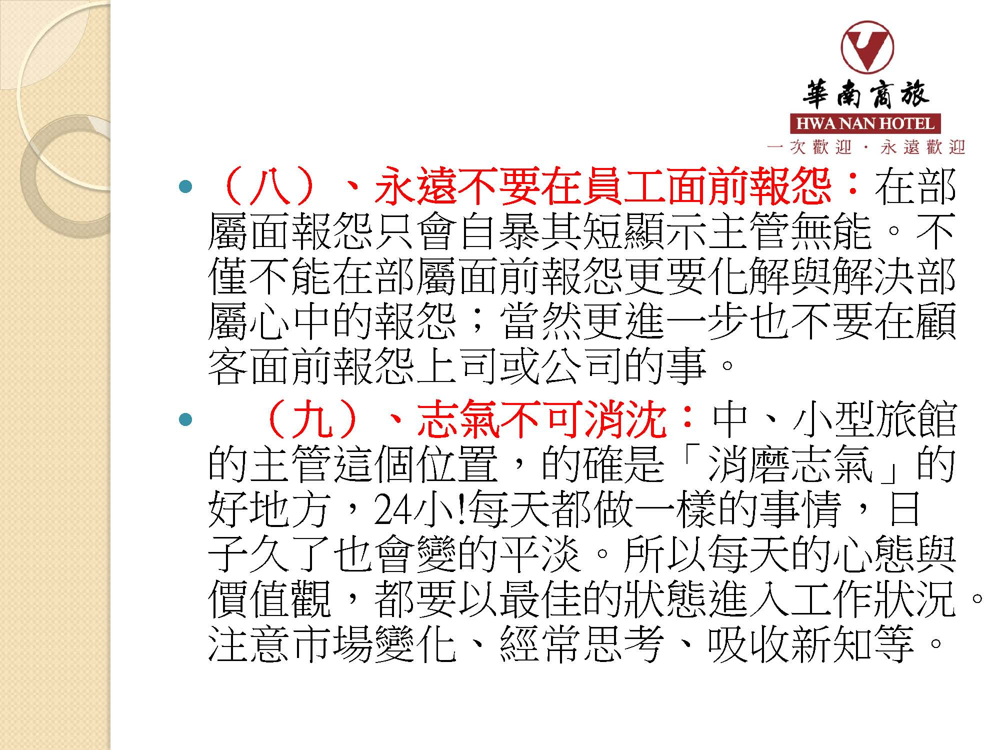 華南商旅
HWA NAN HOTEL
一次歡迎．永遠歡迎
（八）、永遠不要在員工面前報怨：在部
屬面報怨只會自暴其短顯示主管無能。不
僅不能在部屬面前報怨更要化解與解決部
屬心中的報怨；當然更進一步也不要在顧
客面前報怨上司或公司的事。
（九）、志氣不可消沈：中、小型旅館
的主管這個位置，的確是「消磨志氣」的
好地方，24小!每天都做一樣的事情，日
子久了也會變的平淡。所以每天的心態與
價值觀，都要以最佳的狀態進入工作狀況。
注意市場變化、經常思考、吸收新知等。